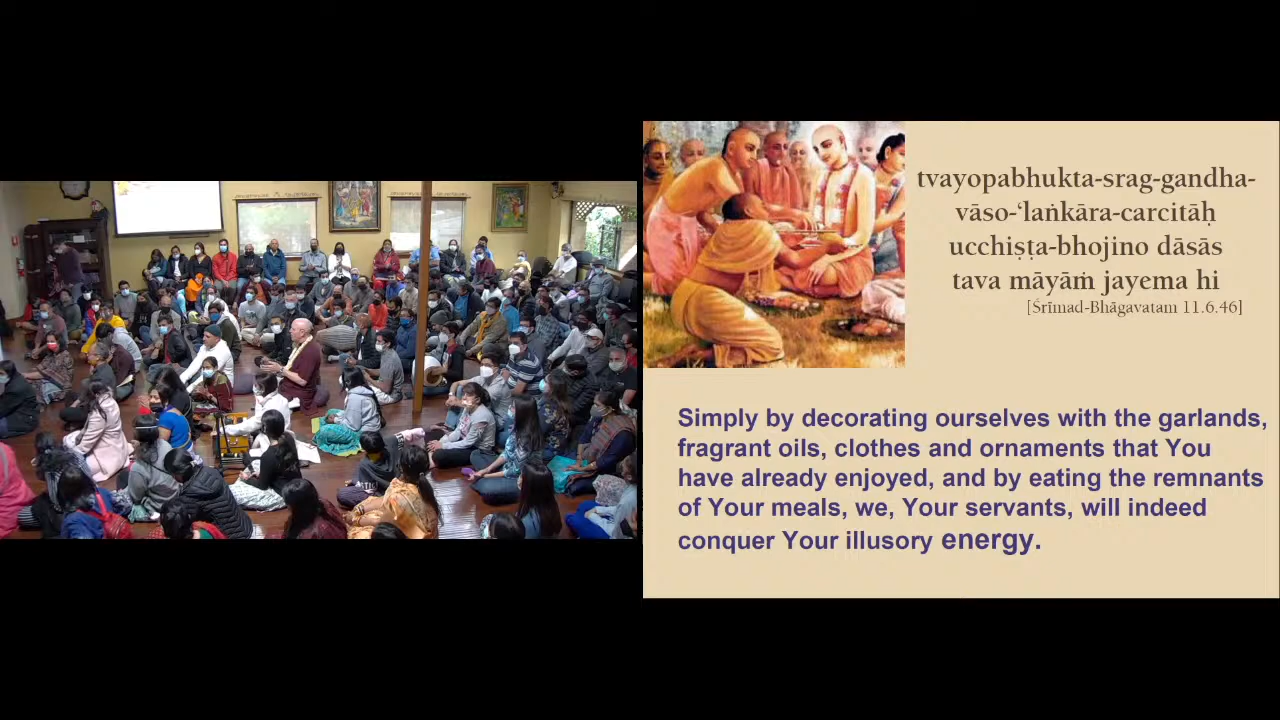 tvayopabhukta-srag-gandha-
vāso-‘laṅkāra-carcitāḥ
ucchiṣṭa-bhojino dāsās
tava māyāṁ jayema hi
[Śrīmad-Bhāgavatam 11.6.46]
Simply by decorating ourselves with the garlands,
fragrant oils, clothes and ornaments that You
have already enjoyed, and by eating the remnants
of Your meals, we, Your servants, will indeed
conquer Your illusory energy.